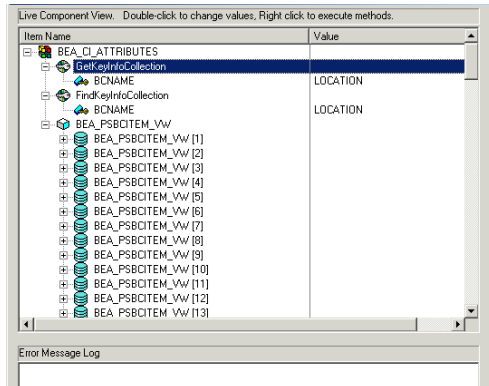 Live Component View. Double-click to change values, Right click to execute methods.
Item Name Value
BEA_CI_ATTRIBUTES
GetKeyInfoCollection
BCNAME LOCATION
FindKeyInfoCollection
BCNAME LOCATION
BEA_PSBCITEM_VW
BEA_PSBCITEM_VW [1]
BEA_PSBCITEM_VW [2]
BEA_PSBCITEM_VW [3]
BEA_PSBCITEM_VW [4]
BEA_PSBCITEM_VW [5]
BEA_PSBCITEM_VW [6]
BEA_PSBCITEM_VW [7]
BEA_PSBCITEM_VW [8]
BEA_PSBCITEM_VW [9]
BEA_PSBCITEM_VW [10]
BEA_PSBCITEM_VW [11]
BEA_PSBCITEM_VW [12]
BEA_PSBCITEM_VW [13]
Error Message Log